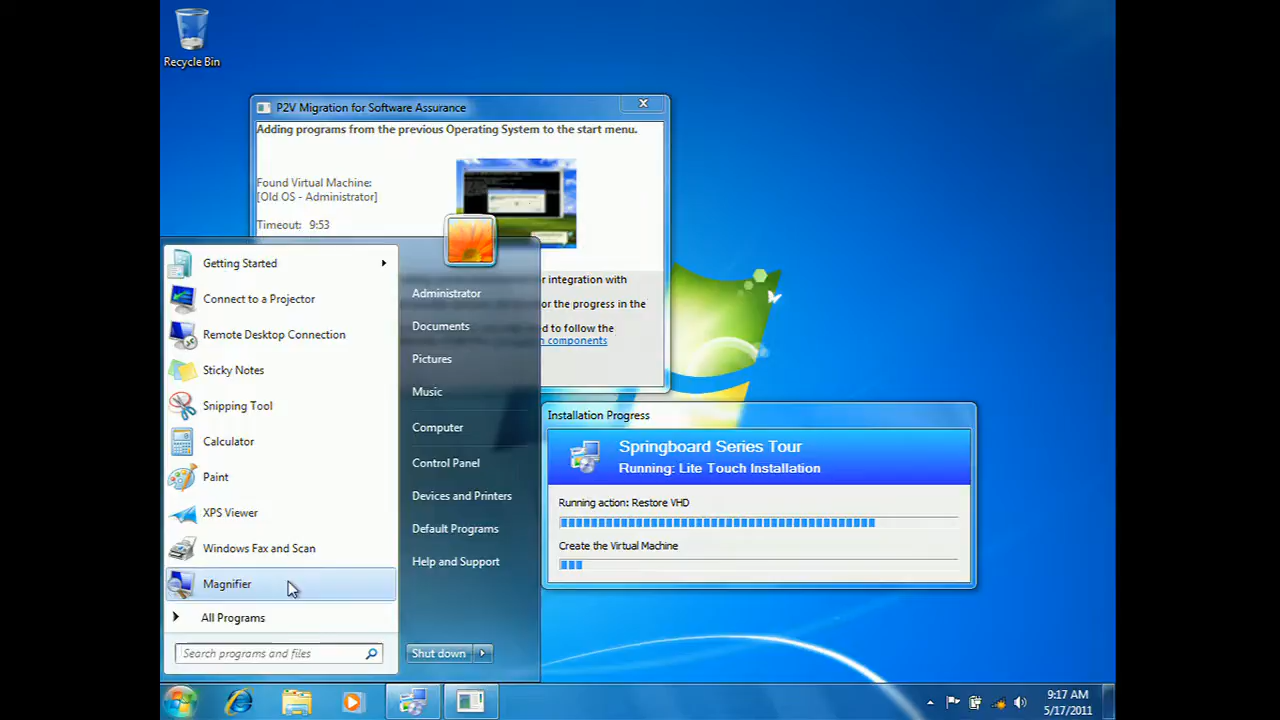 Recycle Bin
P2V Migration for Software Assurance
Adding programs from the previous Operating System to the start menu.
Found Virtual Machine:
[Old OS - Administrator]
Timeout: 9:53
or integration with
or the progress in the
ed to follow the
components
Getting Started
Connect to a Projector
Remote Desktop Connection
Sticky Notes
Snipping Tool
Calculator
Paint
XPS Viewer
Windows Fax and Scan
Magnifier
All Programs
Search programs and files
Administrator
Documents
Pictures
Music
Computer
Control Panel
Devices and Printers
Default Programs
Help and Support
Shut down
Installation Progress
Springboard Series Tour
Running: Lite Touch Installation
Running action: Restore VHD
Create the Virtual Machine
9:17 AM
5/17/2011